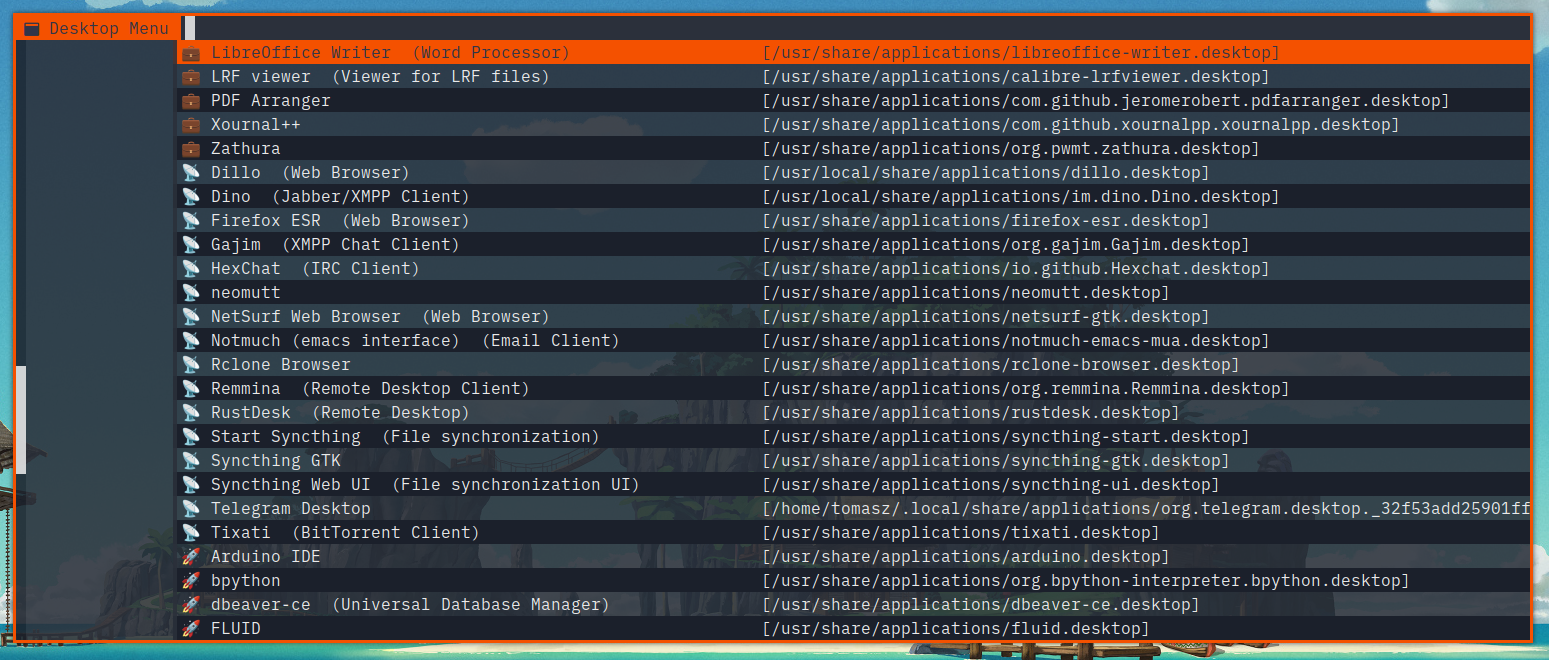 Desktop Menu
LibreOffice Writer (Word Processor) [/usr/share/applications/libreoffice-writer.desktop]
LRF viewer (Viewer for LRF files) [/usr/share/applications/calibre-lrfviewer.desktop]
PDF Arranger [/usr/share/applications/com.github.jeromerobert.pdfarranger.desktop]
Xournal++ [/usr/share/applications/com.github.xournalpp.xournalpp.desktop]
Zathura [/usr/share/applications/org.pwmt.zathura.desktop]
Dillo (Web Browser) [/usr/local/share/applications/dillo.desktop]
Dino (Jabber/XMPP Client) [/usr/local/share/applications/im.dino.Dino.desktop]
Firefox ESR (Web Browser) [/usr/share/applications/firefox-esr.desktop]
Gajim (XMPP Chat Client) [/usr/share/applications/org.gajim.Gajim.desktop]
HexChat (IRC Client) [/usr/share/applications/io.github.Hexchat.desktop]
neomutt [/usr/share/applications/neomutt.desktop]
NetSurf Web Browser (Web Browser) [/usr/share/applications/netsurf-gtk.desktop]
Notmuch (emacs interface) (Email Client) [/usr/share/applications/notmuch-emacs-mua.desktop]
Rclone Browser [/usr/share/applications/rclone-browser.desktop]
Remmina (Remote Desktop Client) [/usr/share/applications/org.remmina.Remmina.desktop]
RustDesk (Remote Desktop) [/usr/share/applications/rustdesk.desktop]
Start Syncthing (File synchronization) [/usr/share/applications/syncthing-start.desktop]
Syncthing GTK [/usr/share/applications/syncthing-gtk.desktop]
Syncthing Web UI (File synchronization UI) [/usr/share/applications/syncthing-ui.desktop]
Telegram Desktop [/home/tomasz/.local/share/applications/org.telegram.desktop._32f53add25901ff
Tixati (BitTorrent Client) [/usr/share/applications/tixati.desktop]
Arduino IDE [/usr/share/applications/arduino.desktop]
bpython [/usr/share/applications/org.bpython-interpreter.bpython.desktop]
dbeaver-ce (Universal Database Manager) [/usr/share/applications/dbeaver-ce.desktop]
FLUID [/usr/share/applications/fluid.desktop]